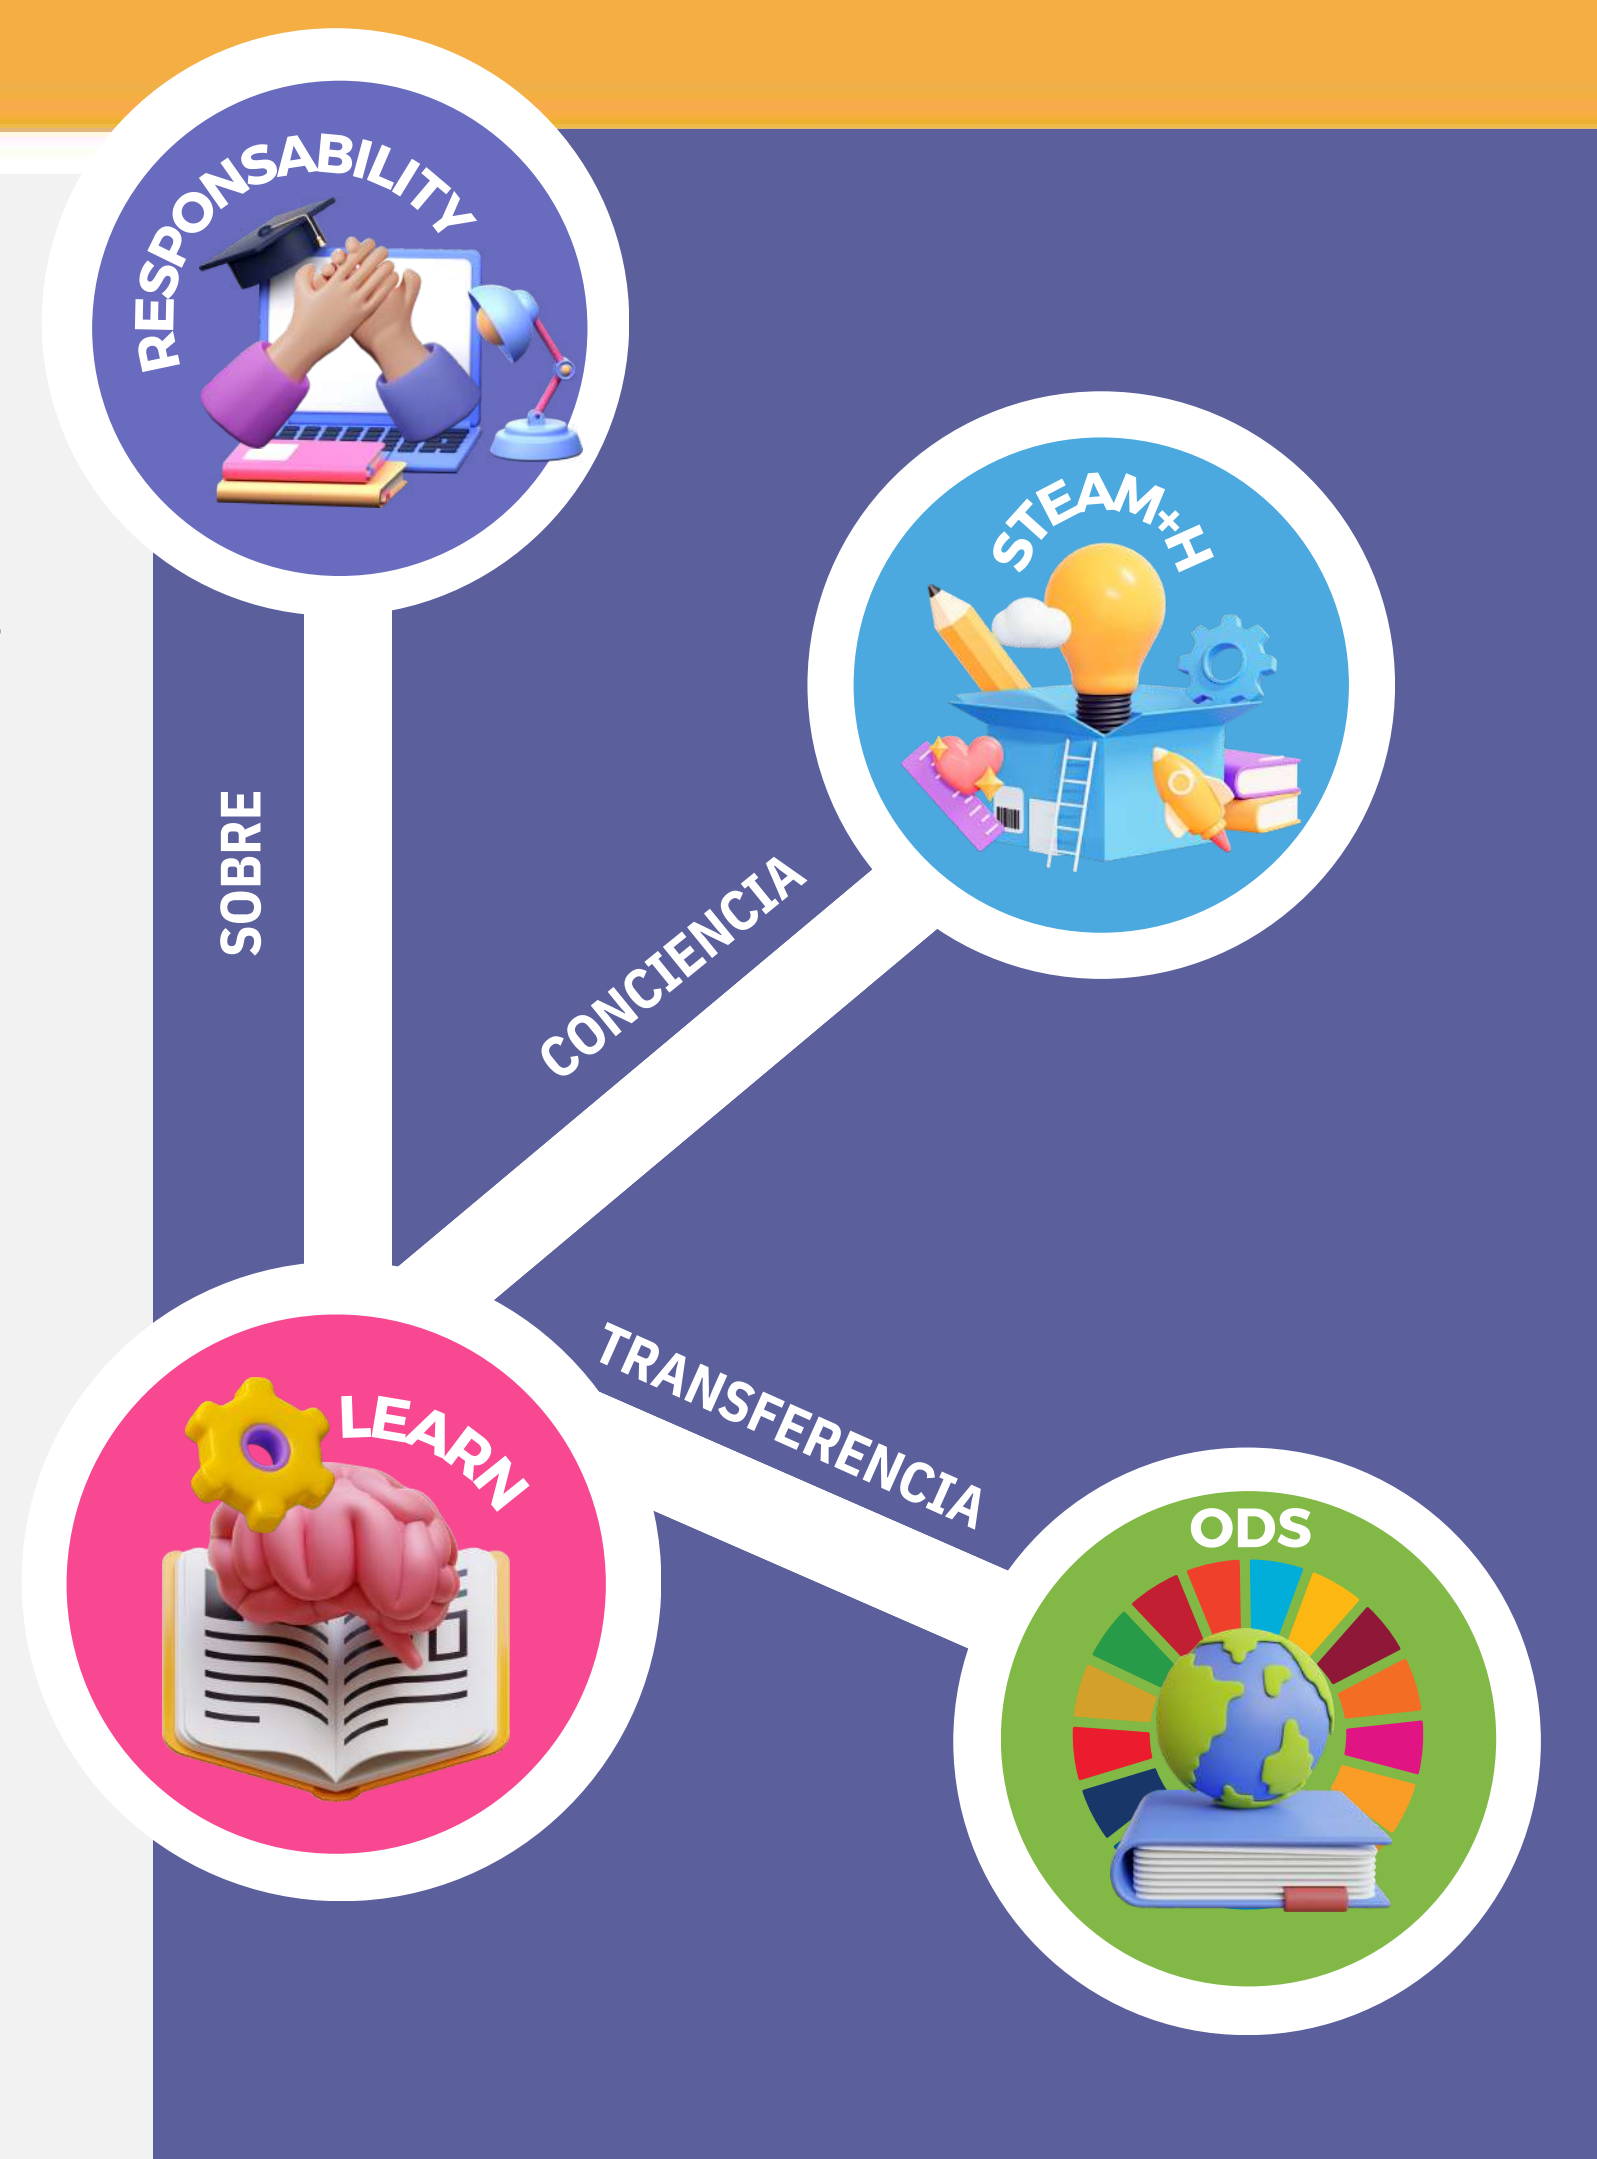 RESPONSABILITY
STEAM+H
SOBRE
CONCIENCIA
TRANSFERENCIA
LEARN
ODS